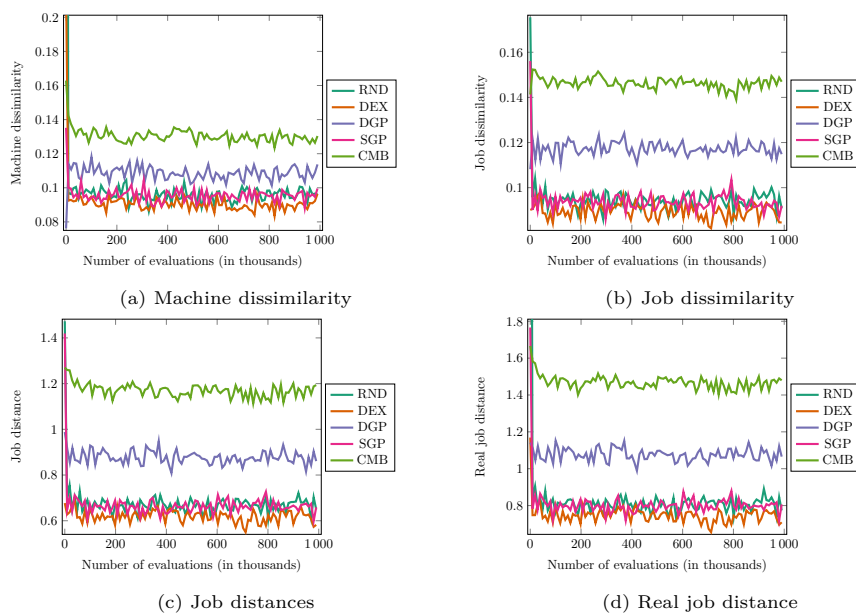 0.2
0.18
0.16
0.14
0.12
0.1
0.08
Machine dissimilarity
0 200 400 600 800 1 000
Number of evaluations (in thousands)
RND
DEX
DGP
SGP
CMB
(a) Machine dissimilarity
0.16
0.14
0.12
0.1
Job dissimilarity
0 200 400 600 800 1 000
Number of evaluations (in thousands)
RND
DEX
DGP
SGP
CMB
(b) Job dissimilarity
1.4
1.2
1
0.8
0.6
Job distance
0 200 400 600 800 1 000
Number of evaluations (in thousands)
RND
DEX
DGP
SGP
CMB
(c) Job distances
1.8
1.6
1.4
1.2
1
0.8
Real job distance
0 200 400 600 800 1 000
Number of evaluations (in thousands)
RND
DEX
DGP
SGP
CMB
(d) Real job distance